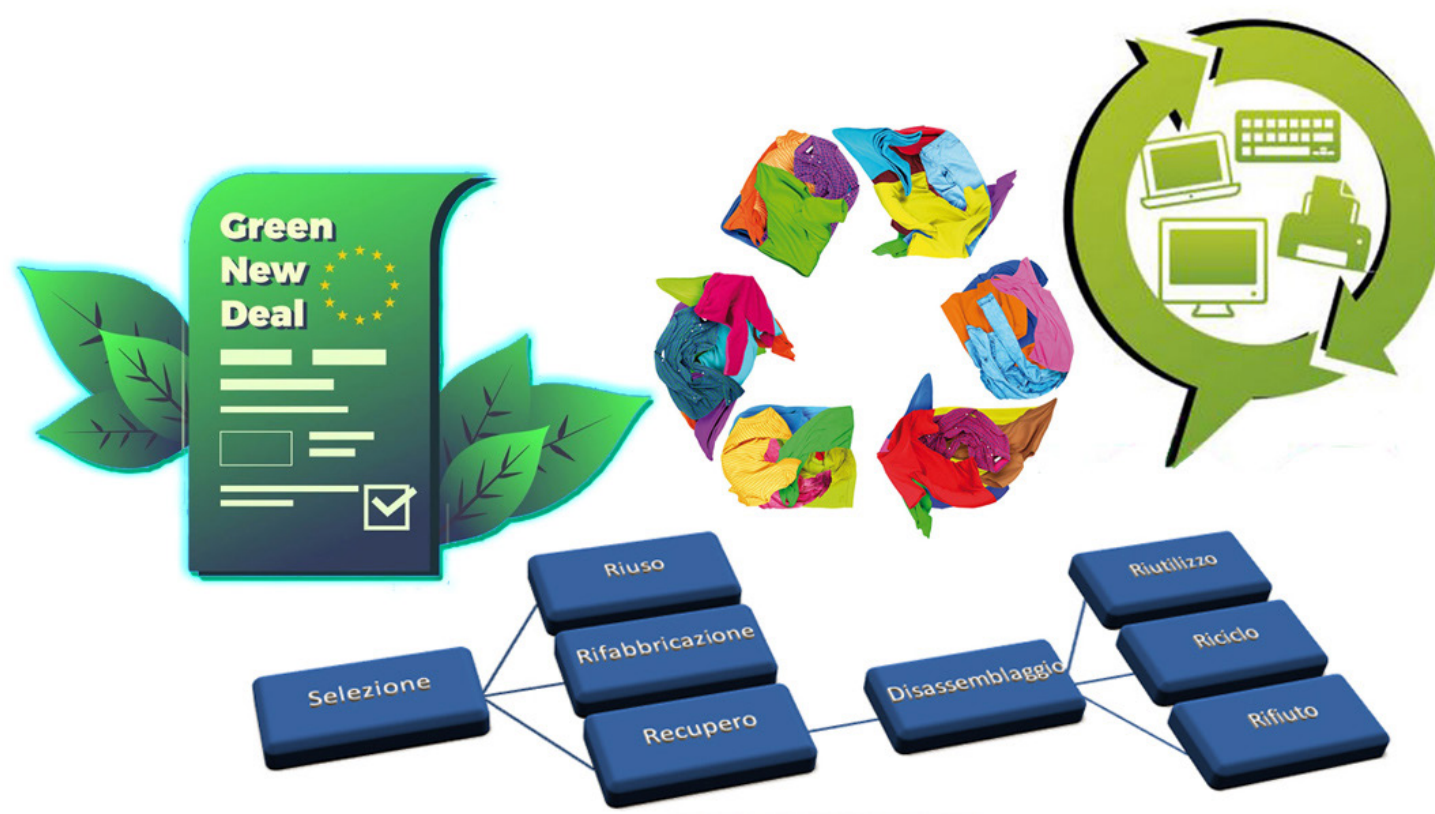 Green
New
Deal
Selezione
Riuso
Rifabbricazione
Recupero
Disassemblaggio
Riutilizzo
Riciclo
Rifiuto